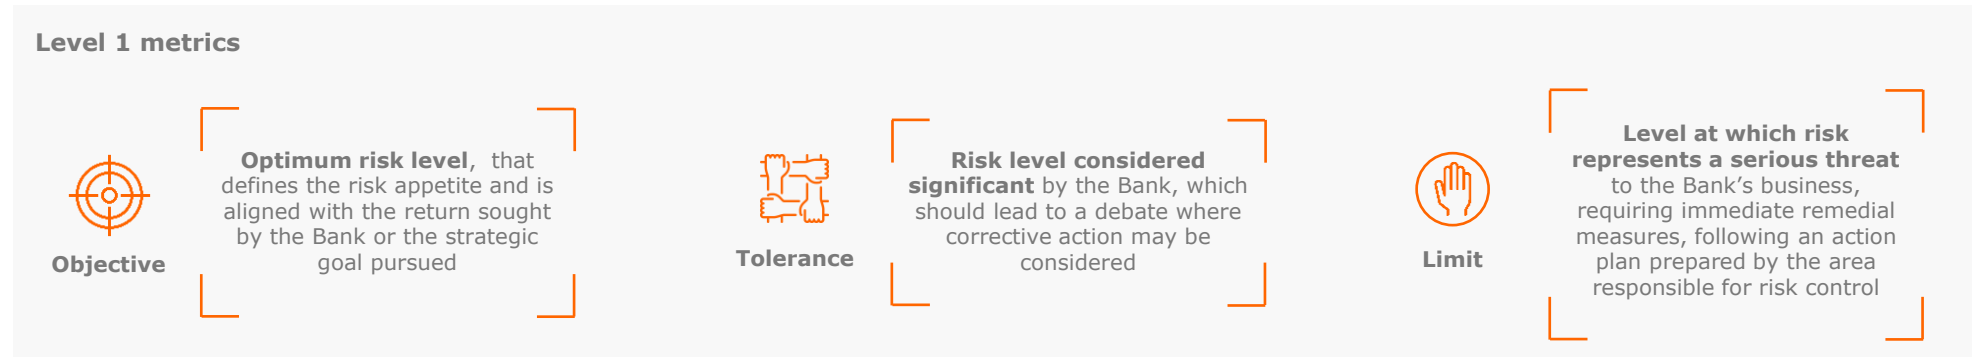 Level 1 metrics
Optimum risk level, that
defines the risk appetite and is
aligned with the return sought
by the Bank or the strategic
goal pursued
Objective
Risk level considered
significant by the Bank, which
should lead to a debate where
corrective action may be
considered
Tolerance
Level at which risk
represents a serious threat
to the Bank’s business,
requiring immediate remedial
measures, following an action
plan prepared by the area
responsible for risk control
Limit